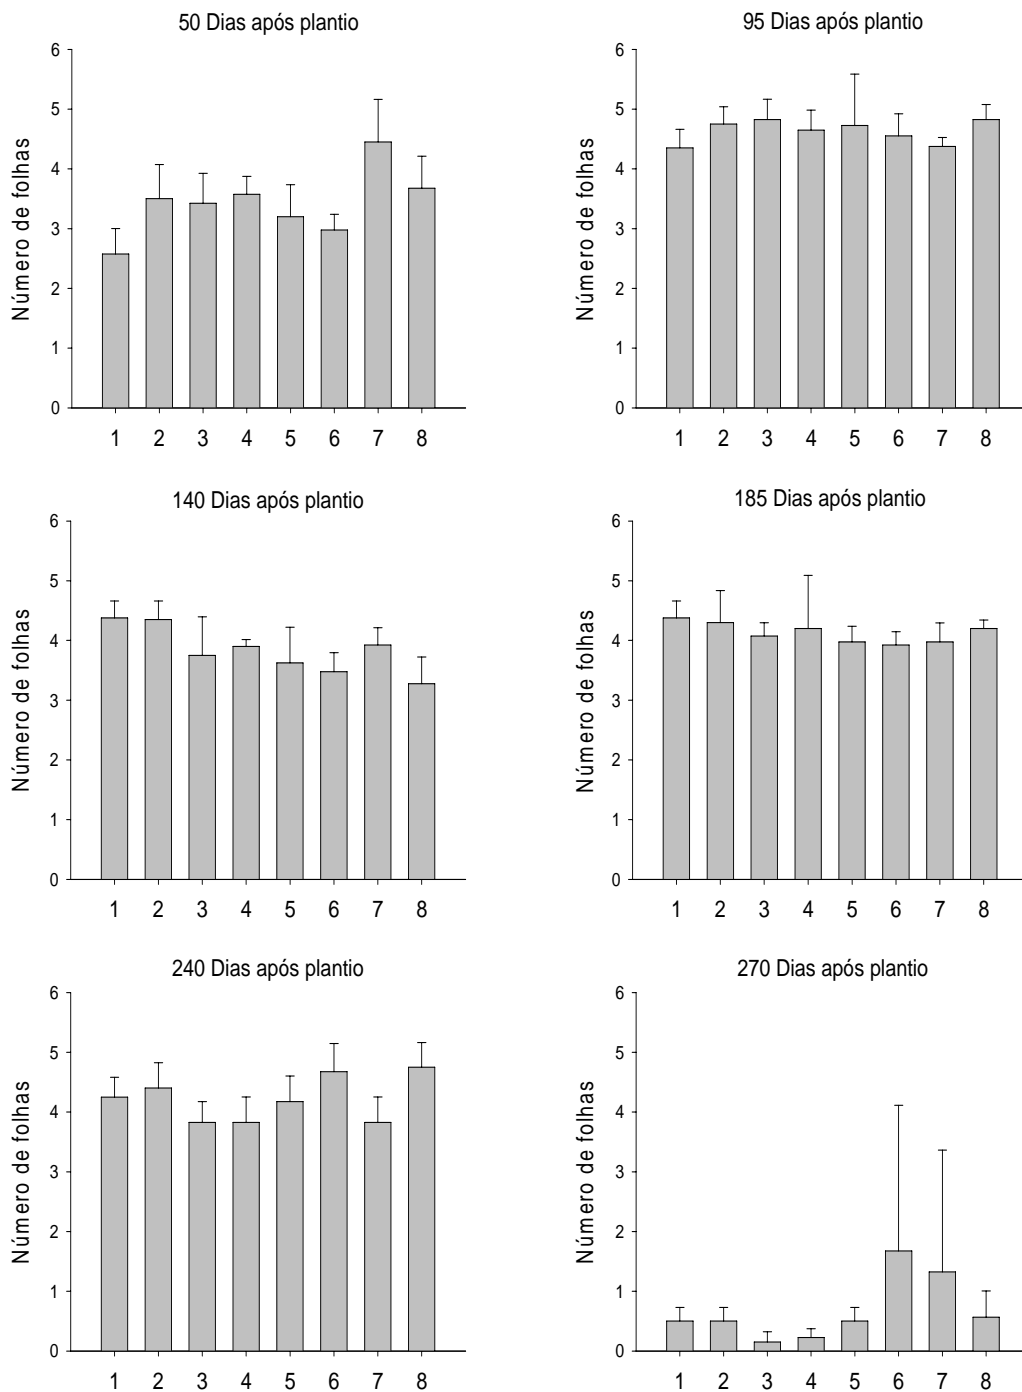 50 Dias após plantio
Número de folhas
6
5
4
3
2
1
0
1 2 3 4 5 6 7 8
95 Dias após plantio
Número de folhas
6
5
4
3
2
1
0
1 2 3 4 5 6 7 8
140 Dias após plantio
Número de folhas
6
5
4
3
2
1
0
1 2 3 4 5 6 7 8
185 Dias após plantio
Número de folhas
6
5
4
3
2
1
0
1 2 3 4 5 6 7 8
240 Dias após plantio
Número de folhas
6
5
4
3
2
1
0
1 2 3 4 5 6 7 8
270 Dias após plantio
Número de folhas
6
5
4
3
2
1
0
1 2 3 4 5 6 7 8